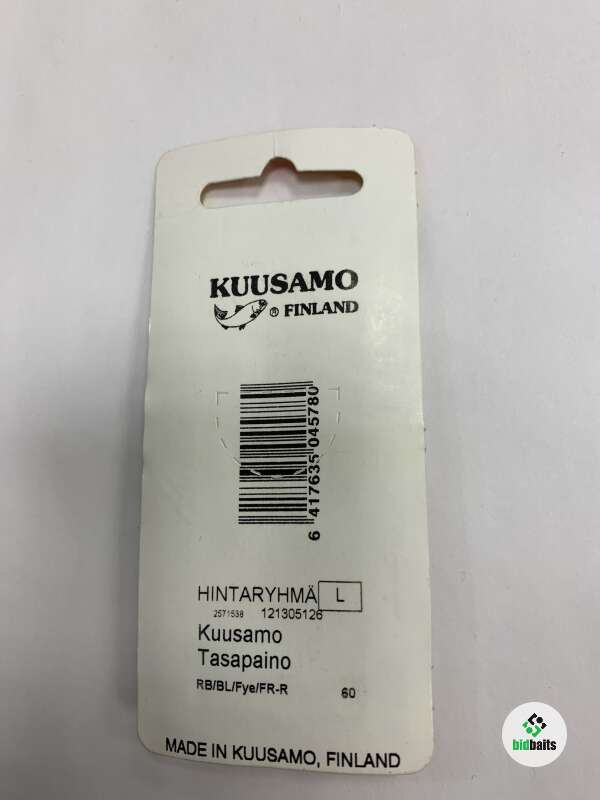 KUUSAMO
® FINLAND
6 417635 045780
HINTARYHMÄ L
2571538 121305126
Kuusamo
Tasapaino
RB/BL/Fye/FR-R 60
MADE IN KUUSAMO, FINLAND
bidbaits